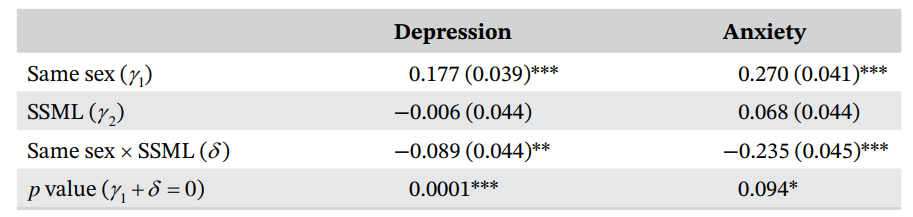 Depression Anxiety
Same sex (γ₁) 0.177 (0.039)*** 0.270 (0.041)***
SSML (γ₂) −0.006 (0.044) 0.068 (0.044)
Same sex × SSML (δ) −0.089 (0.044)** −0.235 (0.045)***
p value (γ₁ + δ = 0) 0.0001*** 0.094*